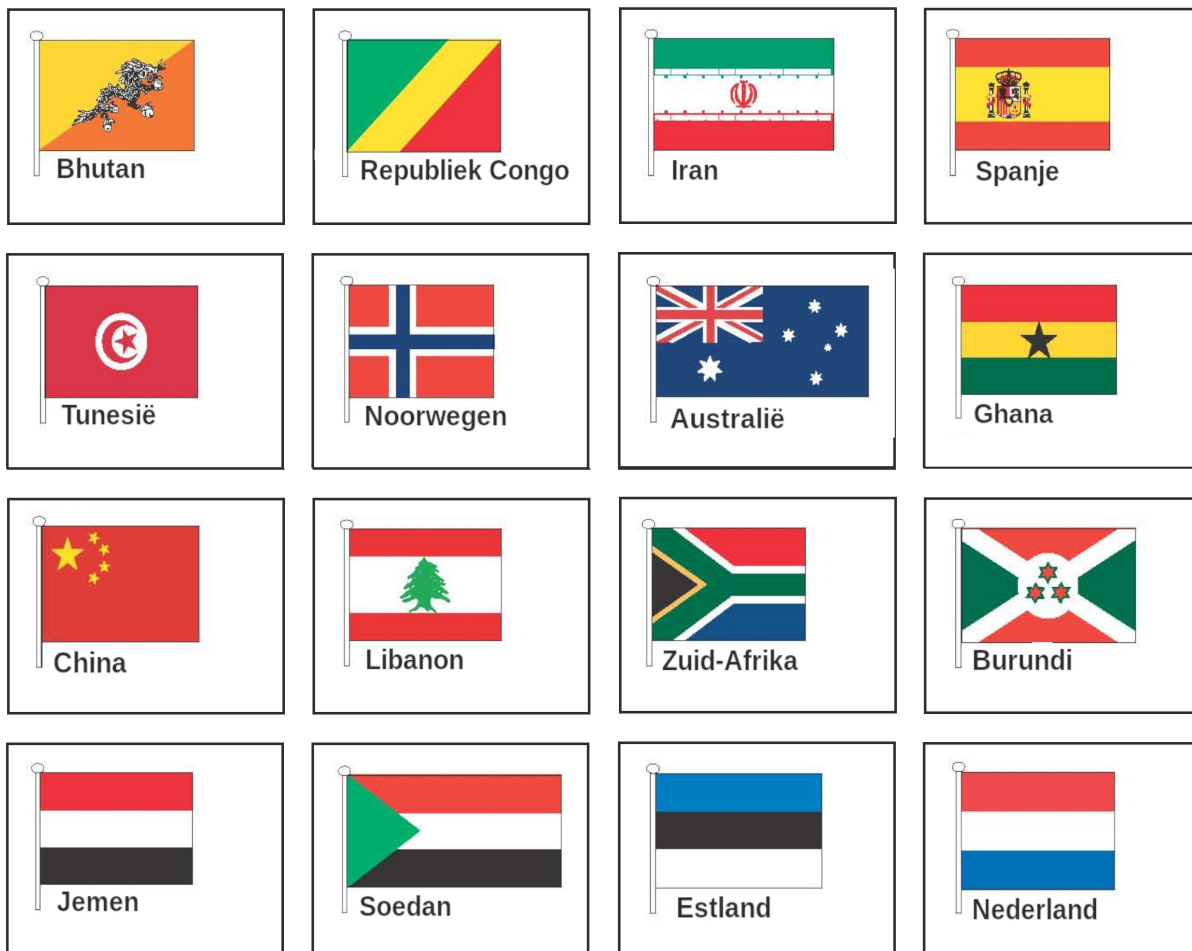 Bhutan
Republiek Congo
Iran
Spanje
Tunesië
Noorwegen
Australië
Ghana
China
Libanon
Zuid-Afrika
Burundi
Jemen
Soedan
Estland
Nederland